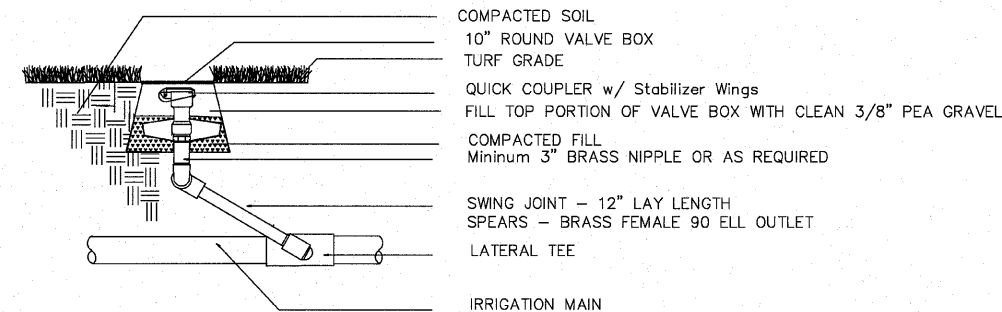 COMPACTED SOIL
10" ROUND VALVE BOX
TURF GRADE
QUICK COUPLER w/ Stabilizer Wings
FILL TOP PORTION OF VALVE BOX WITH CLEAN 3/8" PEA GRAVEL
COMPACTED FILL
Mininum 3" BRASS NIPPLE OR AS REQUIRED
SWING JOINT – 12" LAY LENGTH
SPEARS – BRASS FEMALE 90 ELL OUTLET
LATERAL TEE
IRRIGATION MAIN